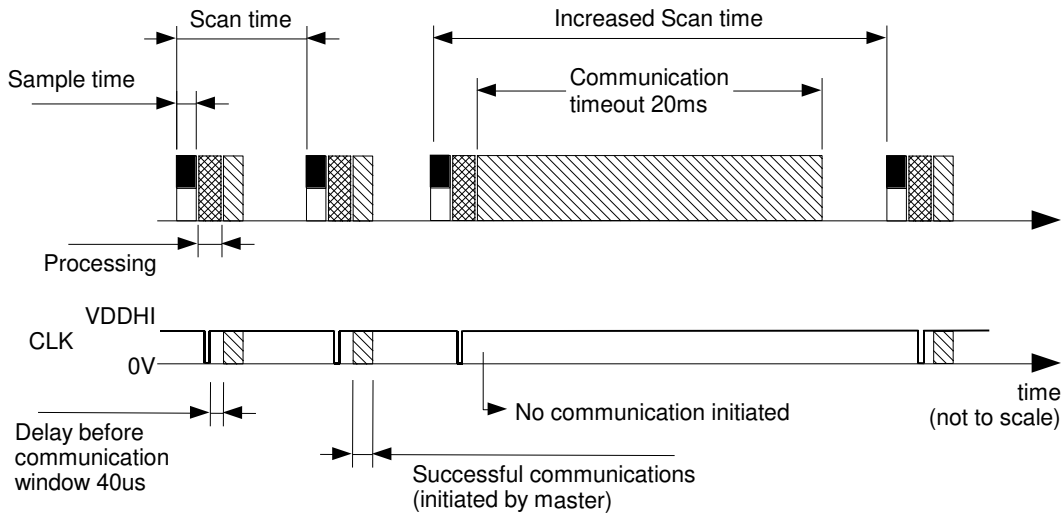 Scan time
Increased Scan time
Sample time
Communication
timeout 20ms
Processing
VDDHI
CLK
0V
time
(not to scale)
No communication initiated
Delay before
communication
window 40us
Successful communications
(initiated by master)